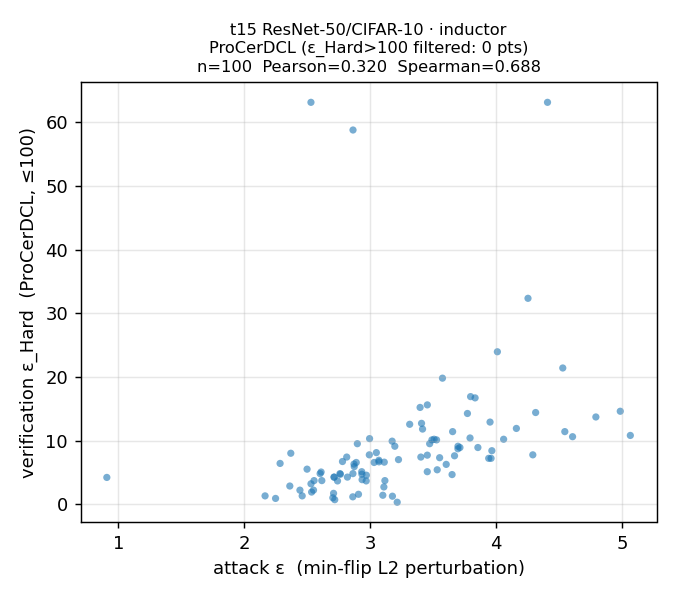 t15 ResNet-50/CIFAR-10 · inductor
ProCerDCL (ε_Hard>100 filtered: 0 pts)
n=100  Pearson=0.320  Spearman=0.688
verification ε_Hard  (ProCerDCL, ≤100)
60
50
40
30
20
10
0
1 2 3 4 5
attack ε  (min-flip L2 perturbation)